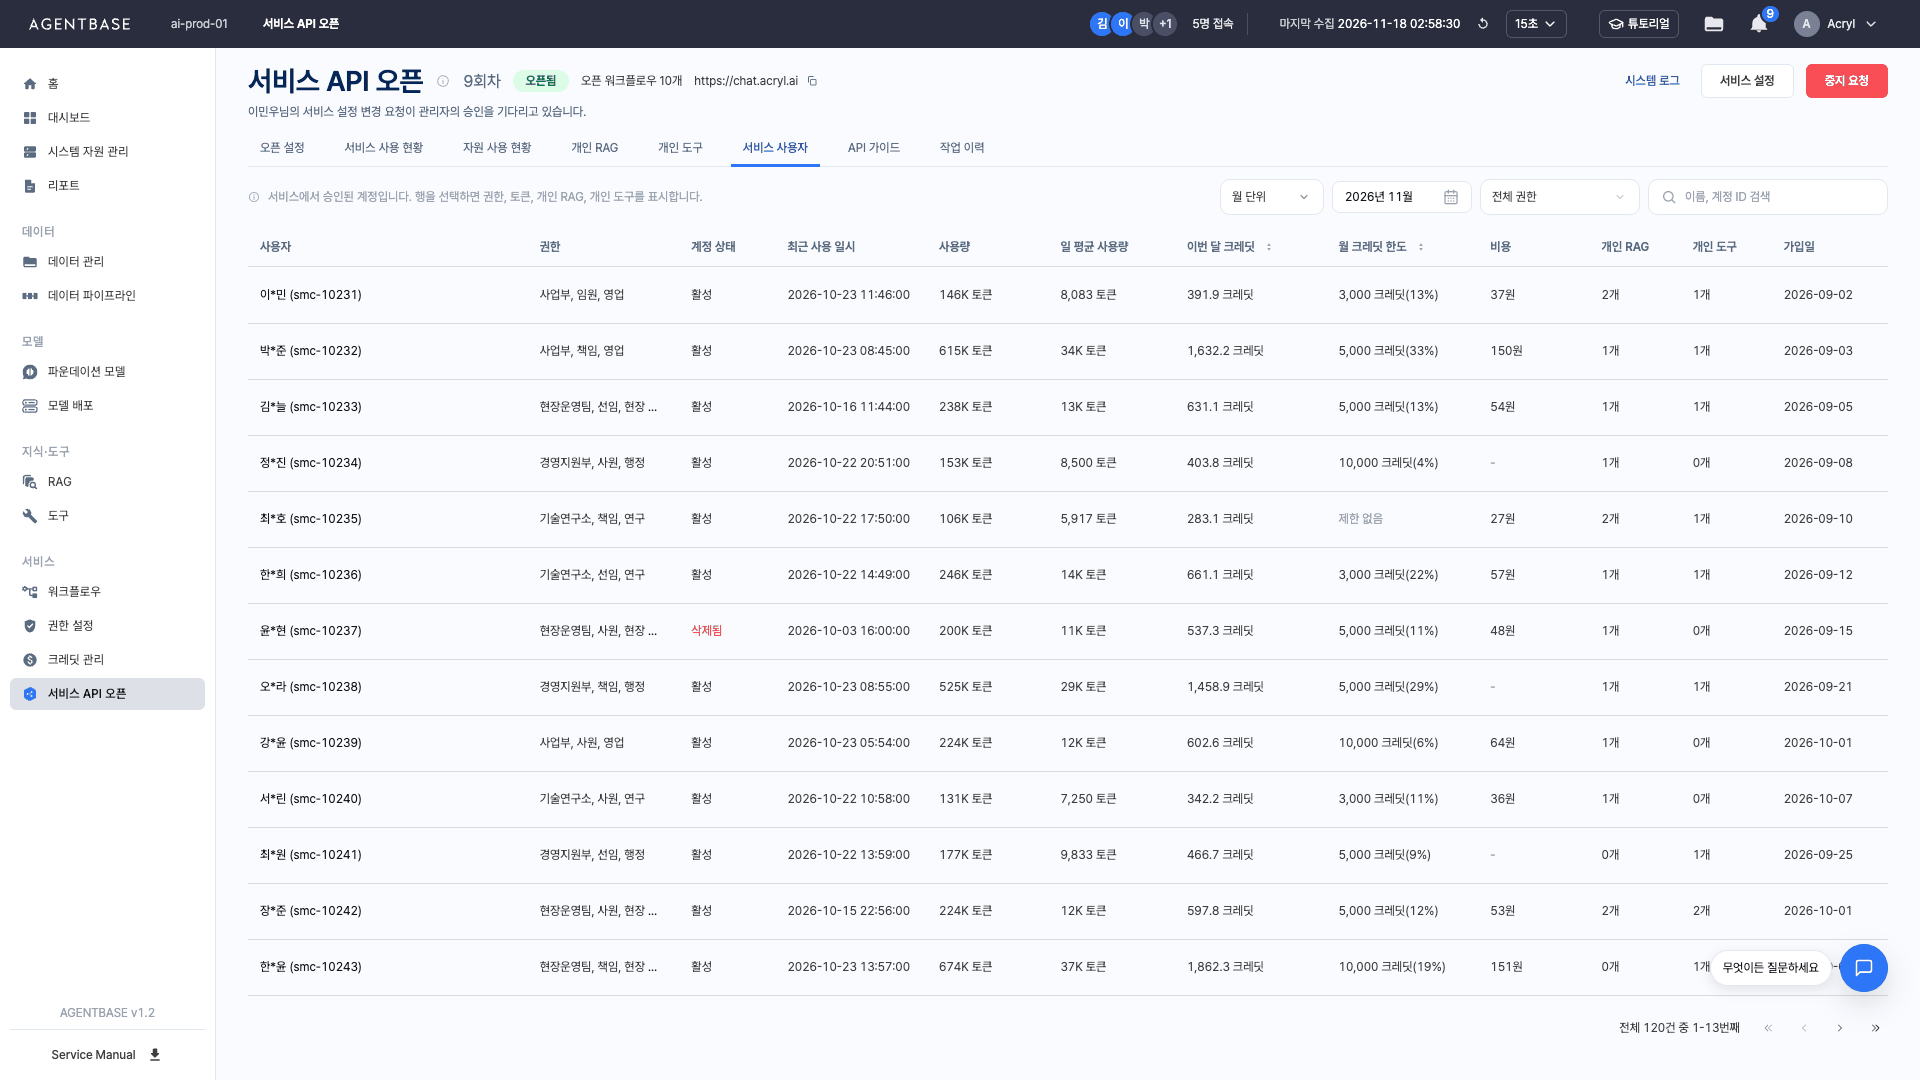 AGENTBASE ai-prod-01 서비스 API 오픈 김 이 박 +1 5명 접속 마지막 수집 2026-11-18 02:58:30 15초 튜토리얼 9 A Acryl
홈
대시보드
시스템 자원 관리
리포트
데이터
데이터 관리
데이터 파이프라인
모델
파운데이션 모델
모델 배포
지식·도구
RAG
도구
서비스
워크플로우
권한 설정
크레딧 관리
서비스 API 오픈
AGENTBASE v1.2
Service Manual
서비스 API 오픈 9회차 오픈됨 오픈 워크플로우 10개 https://chat.acryl.ai 시스템 로그 서비스 설정 중지 요청
이민우님의 서비스 설정 변경 요청이 관리자의 승인을 기다리고 있습니다.
오픈 설정 서비스 사용 현황 자원 사용 현황 개인 RAG 개인 도구 서비스 사용자 API 가이드 작업 이력
서비스에서 승인된 계정입니다. 행을 선택하면 권한, 토큰, 개인 RAG, 개인 도구를 표시합니다. 월 단위 2026년 11월 전체 권한 이름, 계정 ID 검색
사용자 권한 계정 상태 최근 사용 일시 사용량 일 평균 사용량 이번 달 크레딧 월 크레딧 한도 비용 개인 RAG 개인 도구 가입일
이*민 (smc-10231) 사업부, 임원, 영업 활성 2026-10-23 11:46:00 146K 토큰 8,083 토큰 391.9 크레딧 3,000 크레딧(13%) 37원 2개 1개 2026-09-02
박*준 (smc-10232) 사업부, 책임, 영업 활성 2026-10-23 08:45:00 615K 토큰 34K 토큰 1,632.2 크레딧 5,000 크레딧(33%) 150원 1개 1개 2026-09-03
김*늘 (smc-10233) 현장운영팀, 선임, 현장 ... 활성 2026-10-16 11:44:00 238K 토큰 13K 토큰 631.1 크레딧 5,000 크레딧(13%) 54원 1개 1개 2026-09-05
정*진 (smc-10234) 경영지원부, 사원, 행정 활성 2026-10-22 20:51:00 153K 토큰 8,500 토큰 403.8 크레딧 10,000 크레딧(4%) - 1개 0개 2026-09-08
최*호 (smc-10235) 기술연구소, 책임, 연구 활성 2026-10-22 17:50:00 106K 토큰 5,917 토큰 283.1 크레딧 제한 없음 27원 2개 1개 2026-09-10
한*희 (smc-10236) 기술연구소, 선임, 연구 활성 2026-10-22 14:49:00 246K 토큰 14K 토큰 661.1 크레딧 3,000 크레딧(22%) 57원 1개 1개 2026-09-12
윤*현 (smc-10237) 현장운영팀, 사원, 현장 ... 삭제됨 2026-10-03 16:00:00 200K 토큰 11K 토큰 537.3 크레딧 5,000 크레딧(11%) 48원 1개 0개 2026-09-15
오*라 (smc-10238) 경영지원부, 책임, 행정 활성 2026-10-23 08:55:00 525K 토큰 29K 토큰 1,458.9 크레딧 5,000 크레딧(29%) - 1개 1개 2026-09-21
강*윤 (smc-10239) 사업부, 사원, 영업 활성 2026-10-23 05:54:00 224K 토큰 12K 토큰 602.6 크레딧 10,000 크레딧(6%) 64원 1개 0개 2026-10-01
서*린 (smc-10240) 기술연구소, 사원, 연구 활성 2026-10-22 10:58:00 131K 토큰 7,250 토큰 342.2 크레딧 3,000 크레딧(11%) 36원 1개 0개 2026-10-07
최*원 (smc-10241) 경영지원부, 선임, 행정 활성 2026-10-22 13:59:00 177K 토큰 9,833 토큰 466.7 크레딧 5,000 크레딧(9%) - 0개 1개 2026-09-25
장*준 (smc-10242) 현장운영팀, 사원, 현장 ... 활성 2026-10-15 22:56:00 224K 토큰 12K 토큰 597.8 크레딧 5,000 크레딧(12%) 53원 2개 2개 2026-10-01
한*윤 (smc-10243) 현장운영팀, 책임, 현장 ... 활성 2026-10-23 13:57:00 674K 토큰 37K 토큰 1,862.3 크레딧 10,000 크레딧(19%) 151원 0개 1개
무엇이든 질문하세요
전체 120건 중 1-13번째